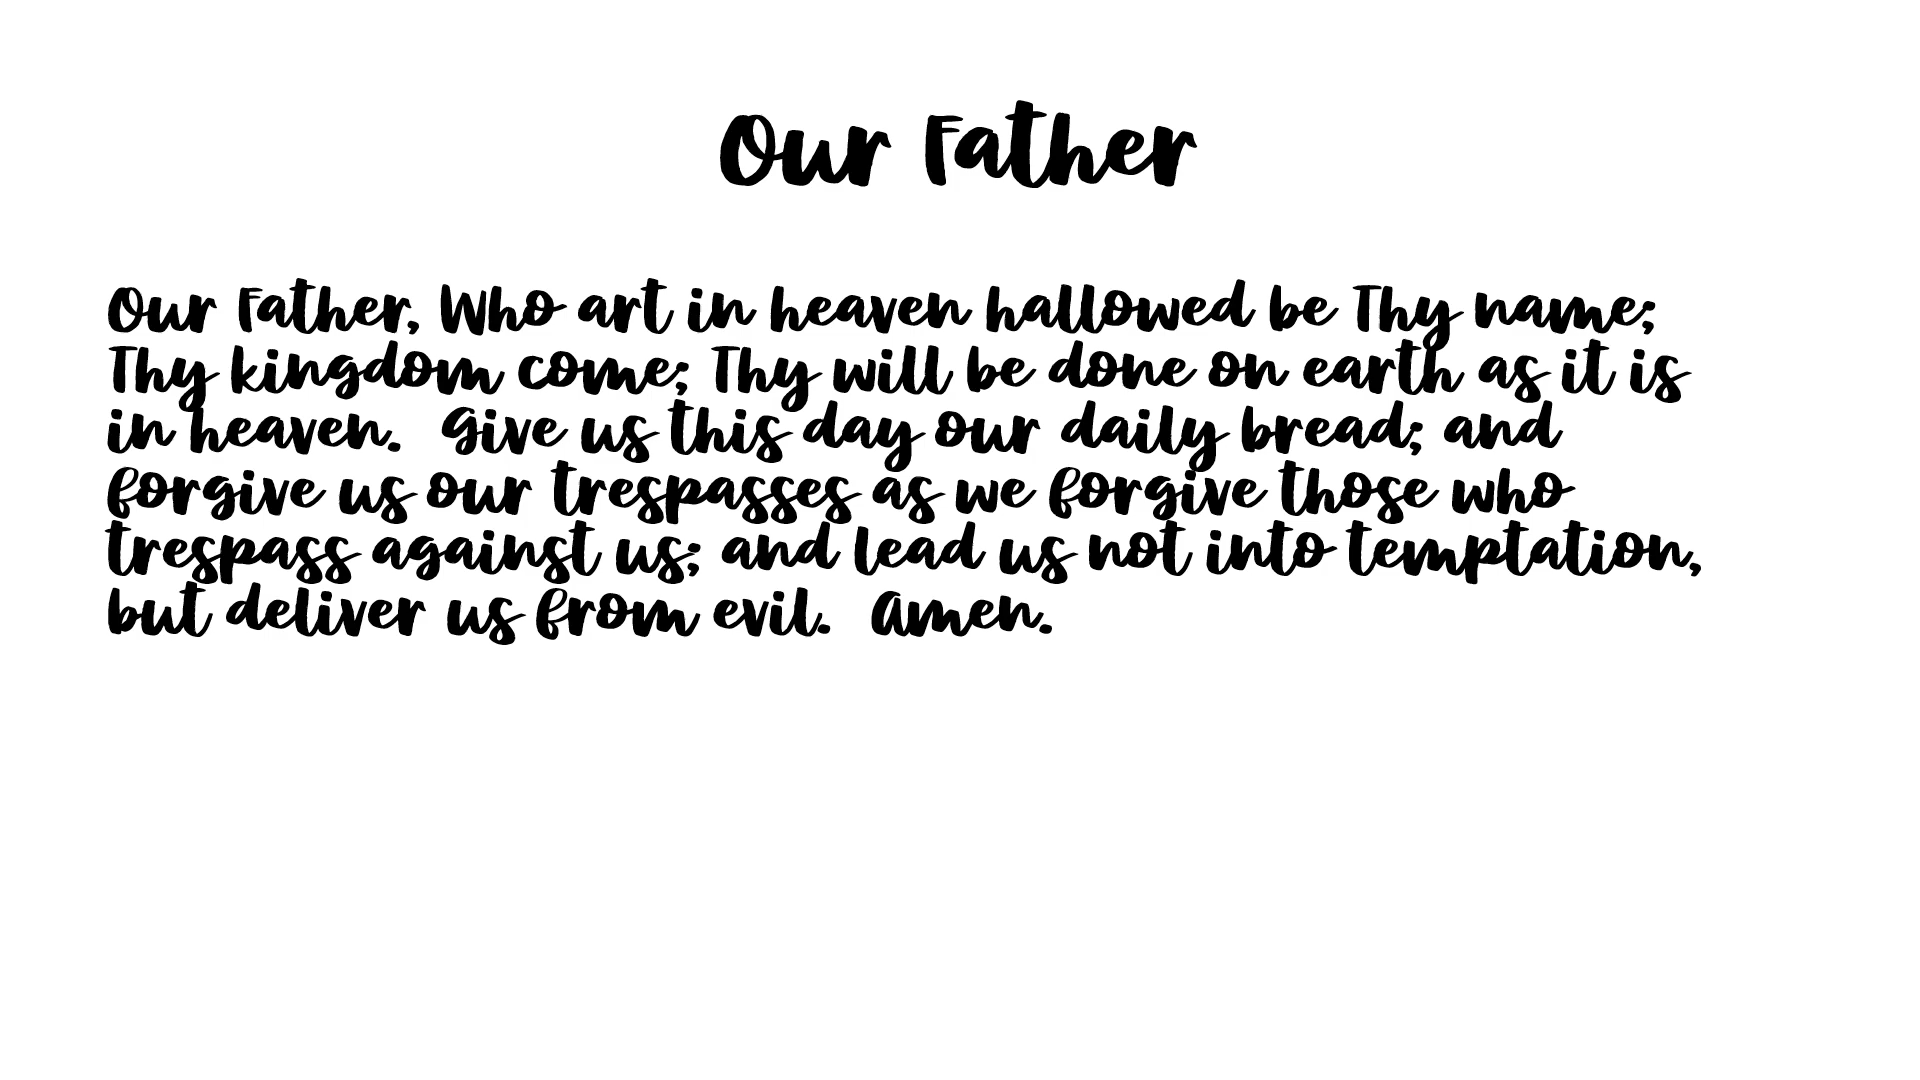 Our Father
Our Father, Who art in heaven hallowed be Thy name;
Thy kingdom come; Thy will be done on earth as it is
in heaven.  Give us this day our daily bread; and
forgive us our trespasses as we forgive those who
trespass against us; and lead us not into temptation,
but deliver us from evil.  Amen.